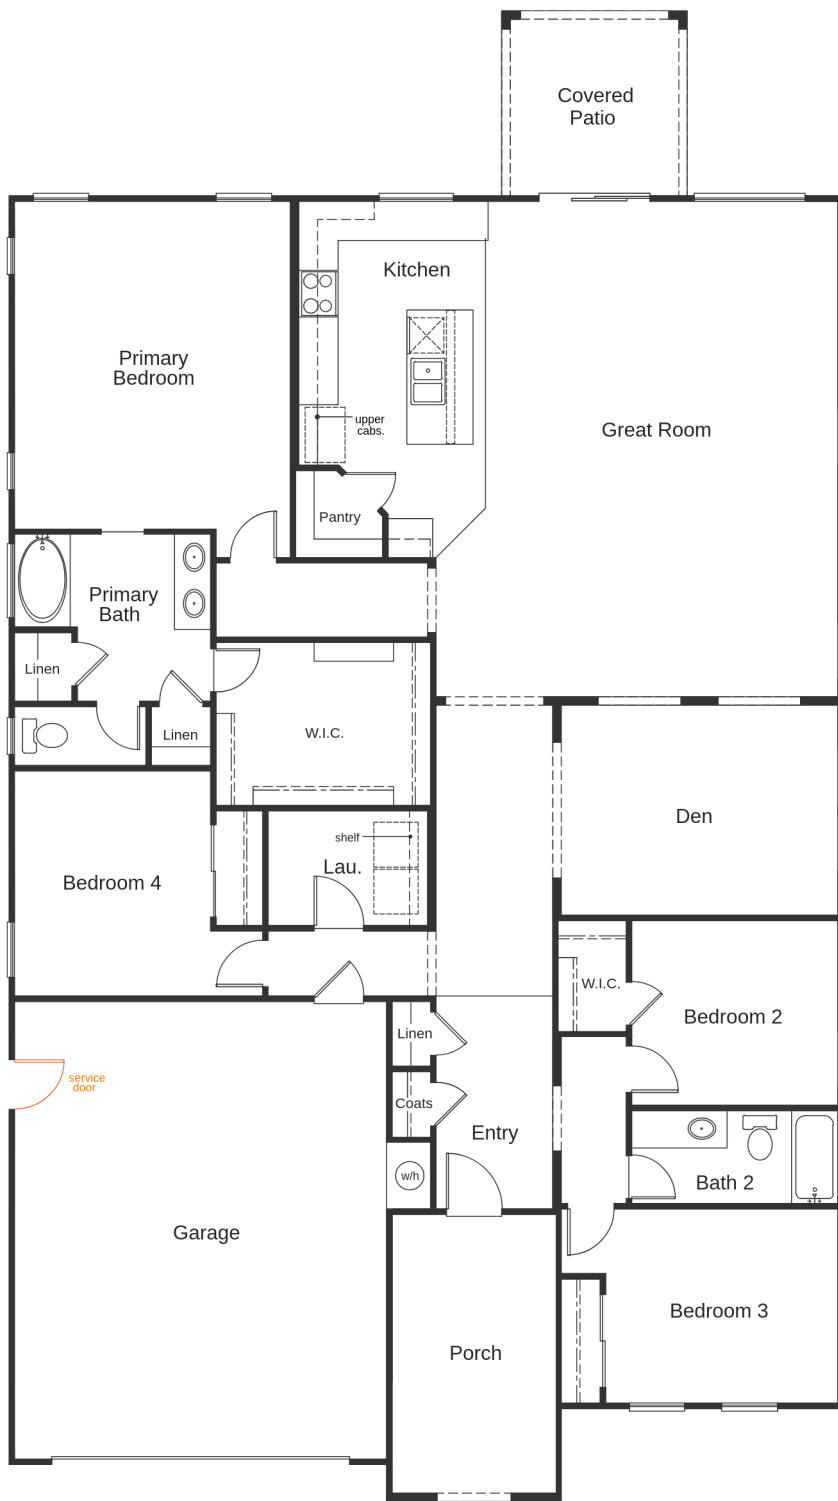 Covered
Patio
Kitchen
Primary
Bedroom
upper
cabs.
Great Room
Pantry
Primary
Bath
Linen
Linen
W.I.C.
Den
shelf
Lau.
Bedroom 4
W.I.C.
Bedroom 2
Linen
service
door
Coats
Entry
w/h
Bath 2
Garage
Bedroom 3
Porch